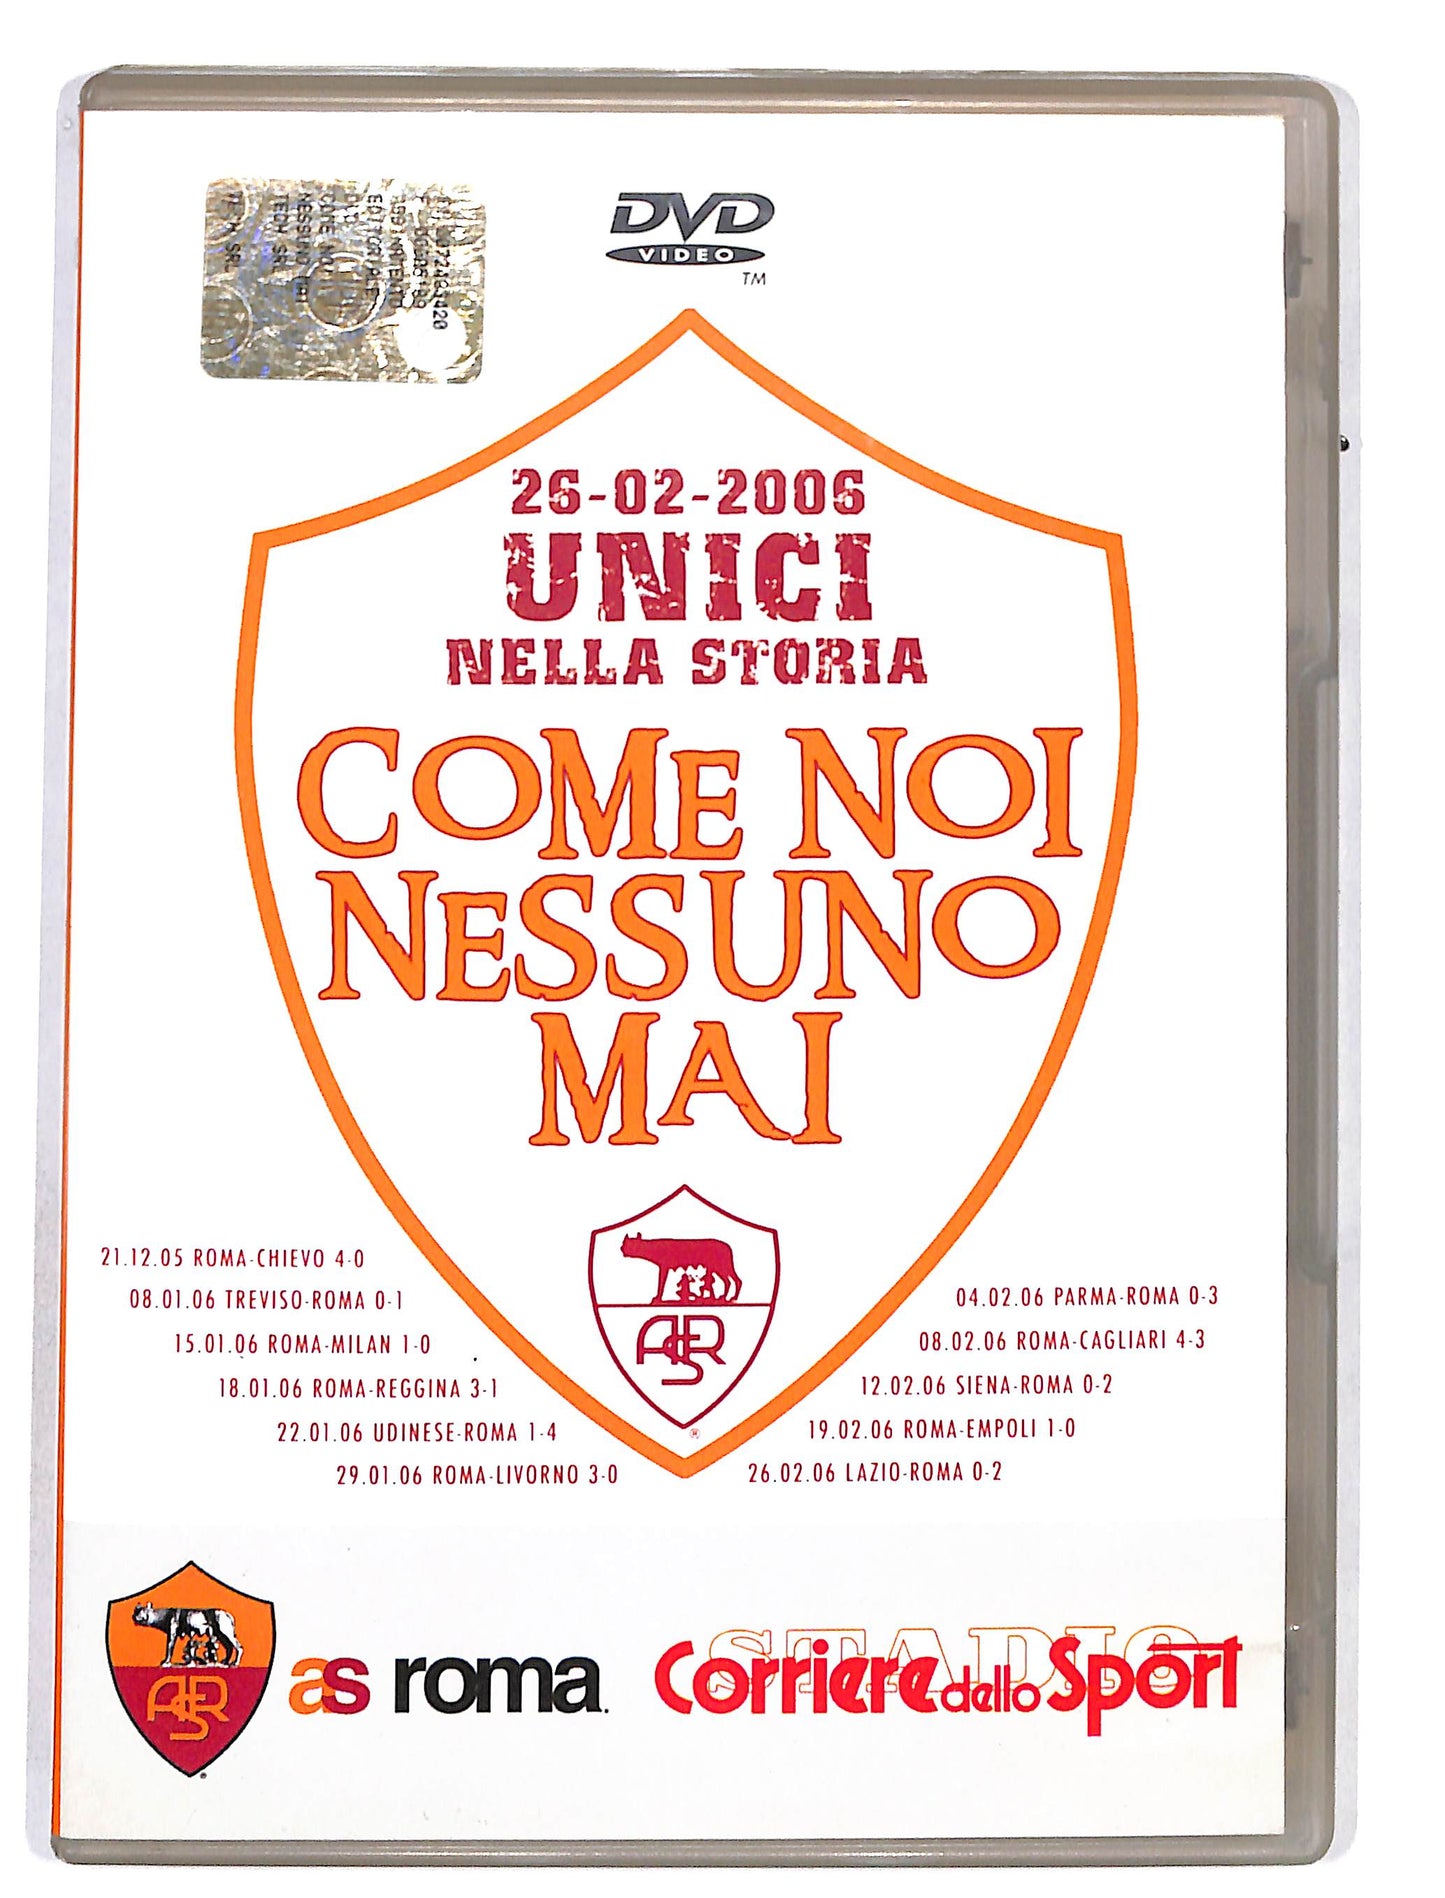 DVD
VIDEO
TM
26-02-2006
UNICI
NELLA STORIA
COME NOI
NESSUNO
MAI
21.12.05 ROMA-CHIEVO 4-0
08.01.06 TREVISO-ROMA 0-1
15.01.06 ROMA-MILAN 1-0
18.01.06 ROMA-REGGINA 3-1
22.01.06 UDINESE-ROMA 1-4
29.01.06 ROMA-LIVORNO 3-0
04.02.06 PARMA-ROMA 0-3
08.02.06 ROMA-CAGLIARI 4-3
12.02.06 SIENA-ROMA 0-2
19.02.06 ROMA-EMPOLI 1-0
26.02.06 LAZIO-ROMA 0-2
ASR
®
ASR
as roma
STADIO
Corriere dello Sport